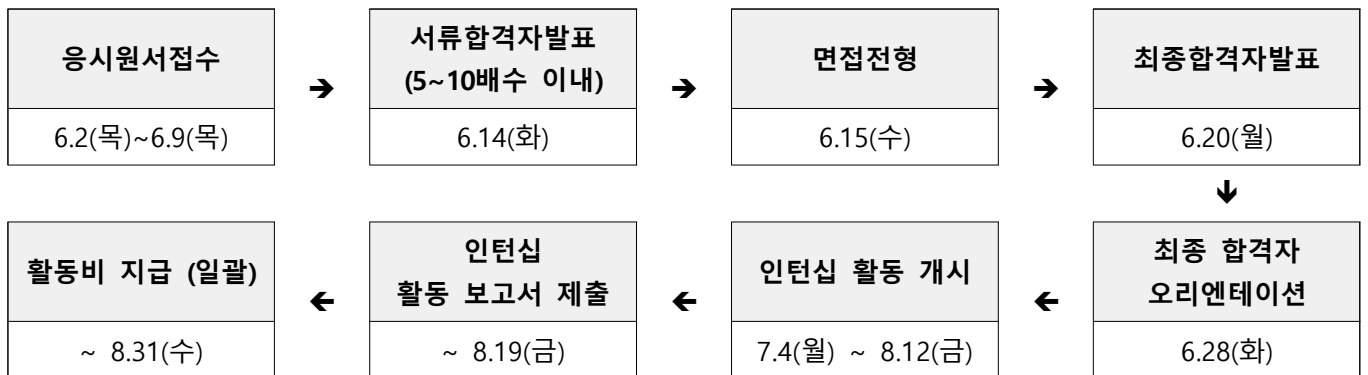 응시원서접수
6.2(목)~6.9(목)
➔
서류합격자발표
(5~10배수 이내)
6.14(화)
➔
면접전형
6.15(수)
➔
최종합격자발표
6.20(월)
🡻
최종 합격자
오리엔테이션
6.28(화)
🡸
인턴십 활동 개시
7.4(월) ~ 8.12(금)
🡸
인턴십
활동 보고서 제출
~ 8.19(금)
🡸
활동비 지급 (일괄)
~ 8.31(수)